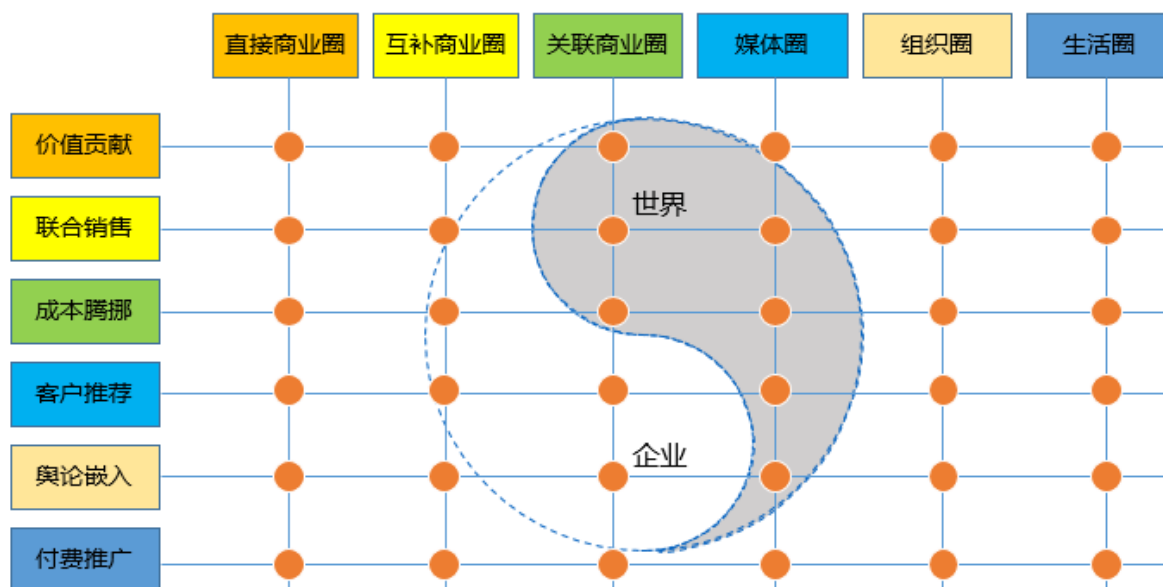 直接商业圈
互补商业圈
关联商业圈
媒体圈
组织圈
生活圈
价值贡献
世界
联合销售
成本腾挪
客户推荐
企业
舆论嵌入
付费推广